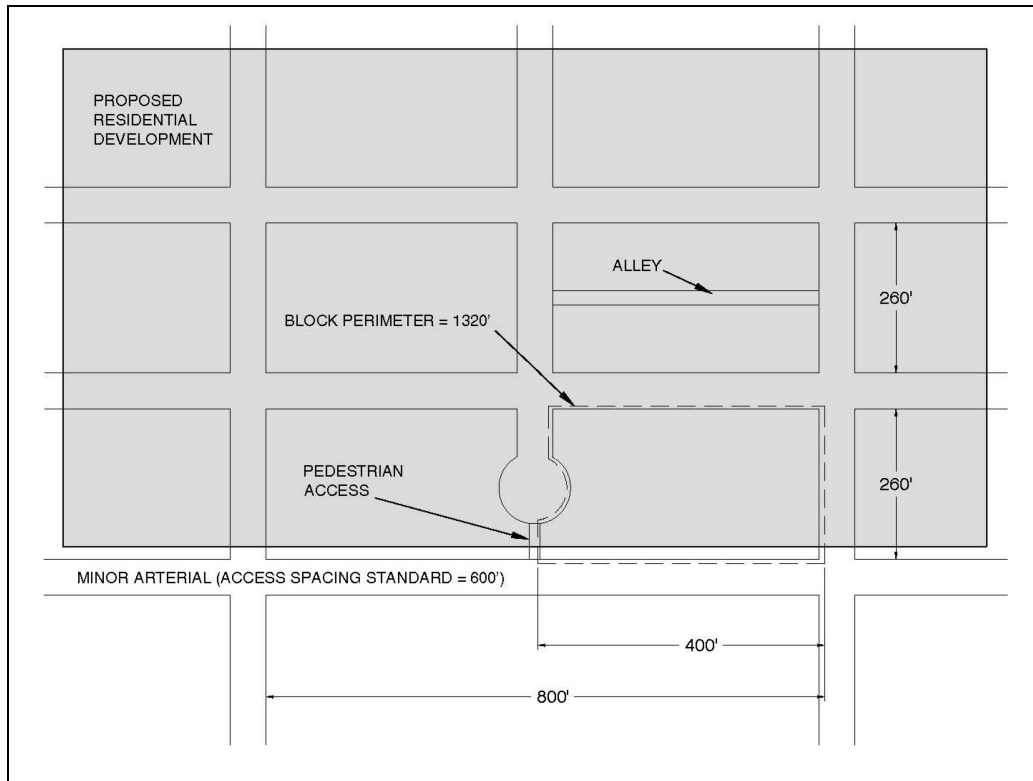 PROPOSED
RESIDENTIAL
DEVELOPMENT
ALLEY
260'
BLOCK PERIMETER = 1320'
PEDESTRIAN
ACCESS
260'
MINOR ARTERIAL (ACCESS SPACING STANDARD = 600')
400'
800'